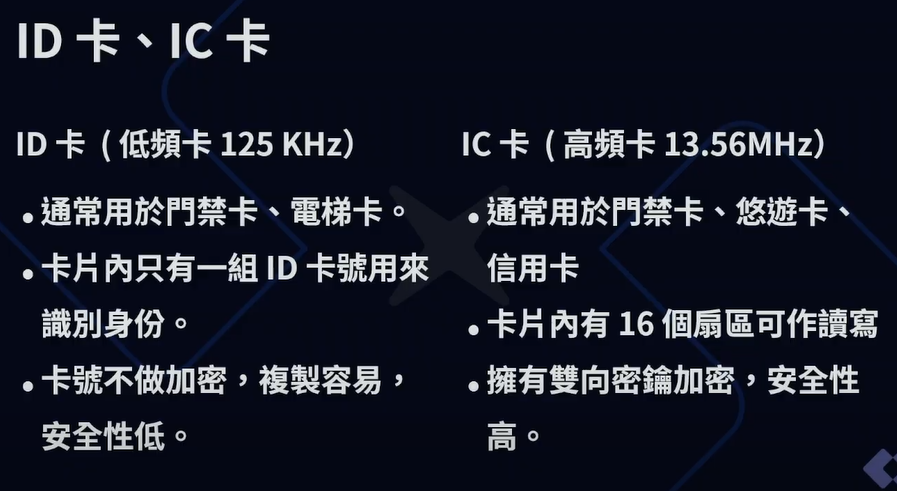 ID 卡、IC 卡
ID 卡（低頻卡 125 KHz）
• 通常用於門禁卡、電梯卡。
• 卡片內只有一組 ID 卡號用來
識別身份。
• 卡號不做加密，複製容易，
安全性低。
IC 卡（高頻卡 13.56MHz）
• 通常用於門禁卡、悠遊卡、
信用卡
• 卡片內有 16 個扇區可作讀寫
• 擁有雙向密鑰加密，安全性
高。